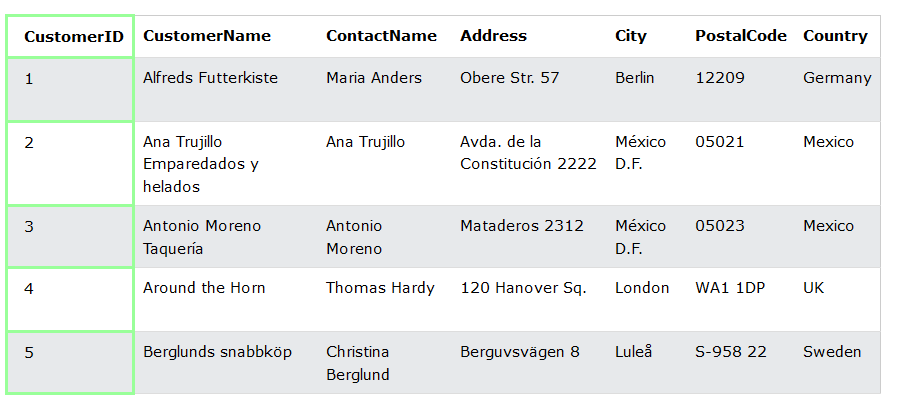 CustomerID CustomerName ContactName Address City PostalCode Country
1 Alfreds Futterkiste Maria Anders Obere Str. 57 Berlin 12209 Germany
2 Ana Trujillo Ana Trujillo Avda. de la México 05021 Mexico
Emparedados y Constitución 2222 D.F.
helados
3 Antonio Moreno Antonio Mataderos 2312 México 05023 Mexico
Taquería Moreno D.F.
4 Around the Horn Thomas Hardy 120 Hanover Sq. London WA1 1DP UK
5 Berglunds snabbköp Christina Berguvsvägen 8 Luleå S-958 22 Sweden
Berglund